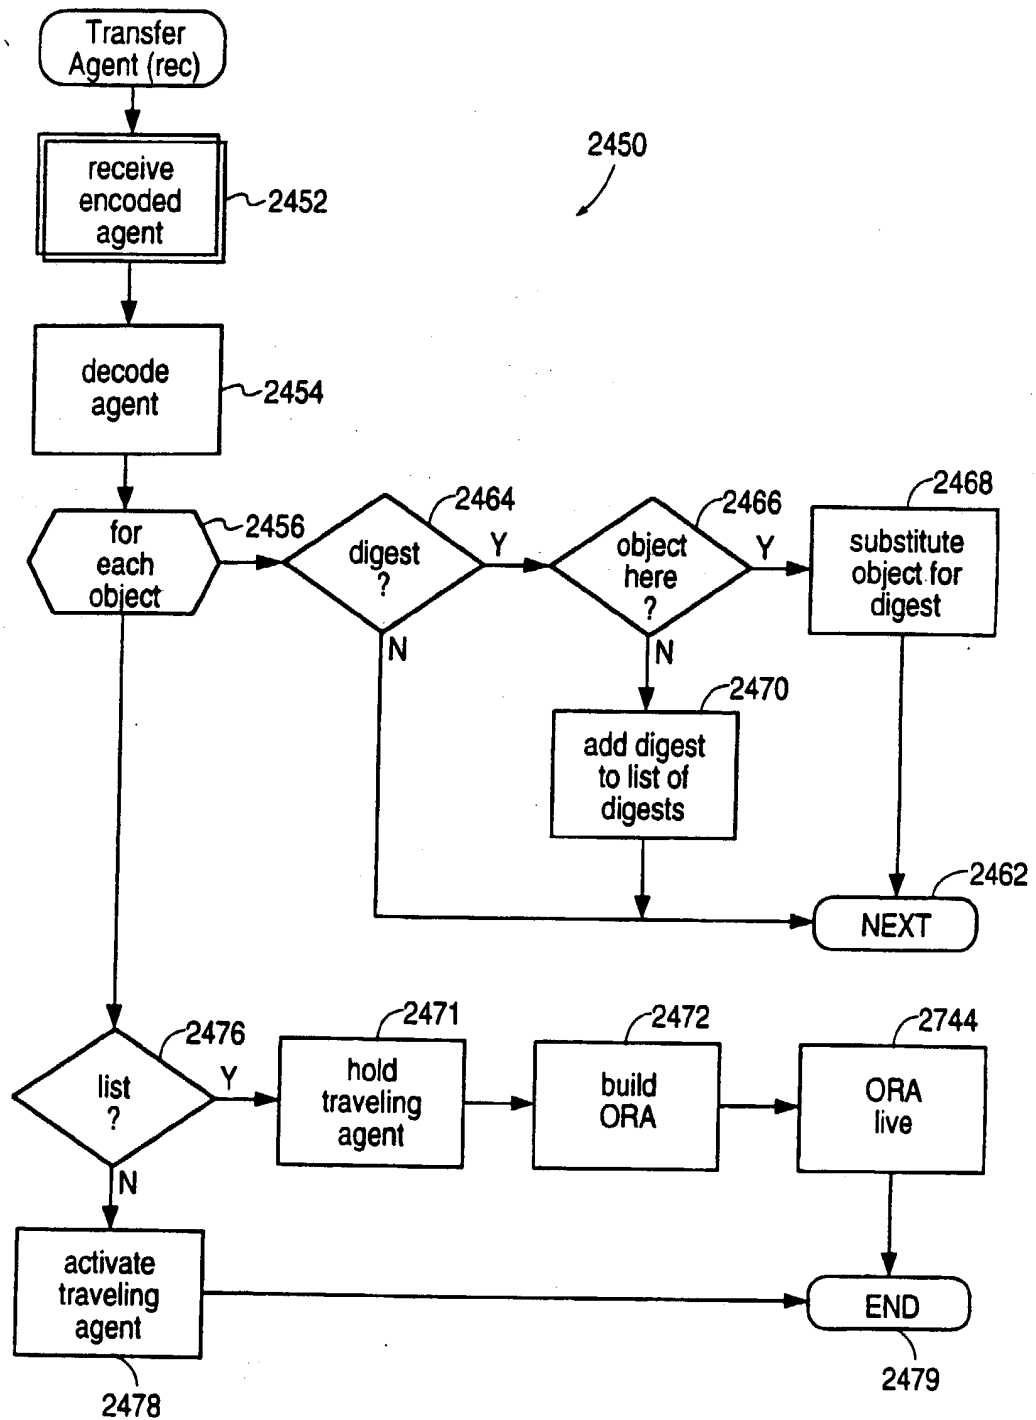 Transfer
Agent (rec)
2450
receive
encoded
agent
2452
decode
agent
2454
for
each
object
2456
digest
?
2464
Y
N
object
here
?
2466
Y
N
substitute
object for
digest
2468
add digest
to list of
digests
2470
NEXT
2462
list
?
2476
Y
N
hold
traveling
agent
2471
build
ORA
2472
ORA
live
2744
activate
traveling
agent
2478
END
2479